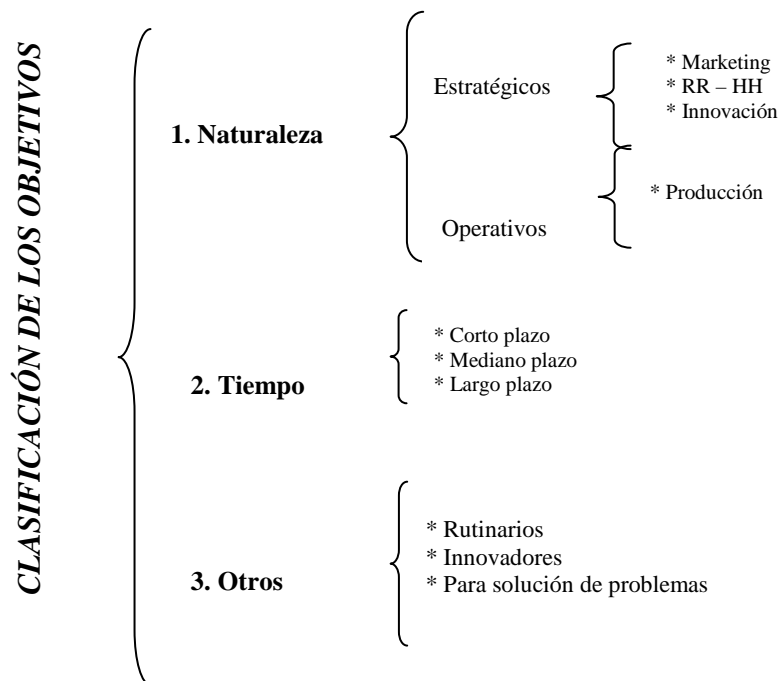 CLASIFICACIÓN DE LOS OBJETIVOS
1. Naturaleza
Estratégicos
* Marketing
* RR – HH
* Innovación
Operativos
* Producción
2. Tiempo
* Corto plazo
* Mediano plazo
* Largo plazo
3. Otros
* Rutinarios
* Innovadores
* Para solución de problemas